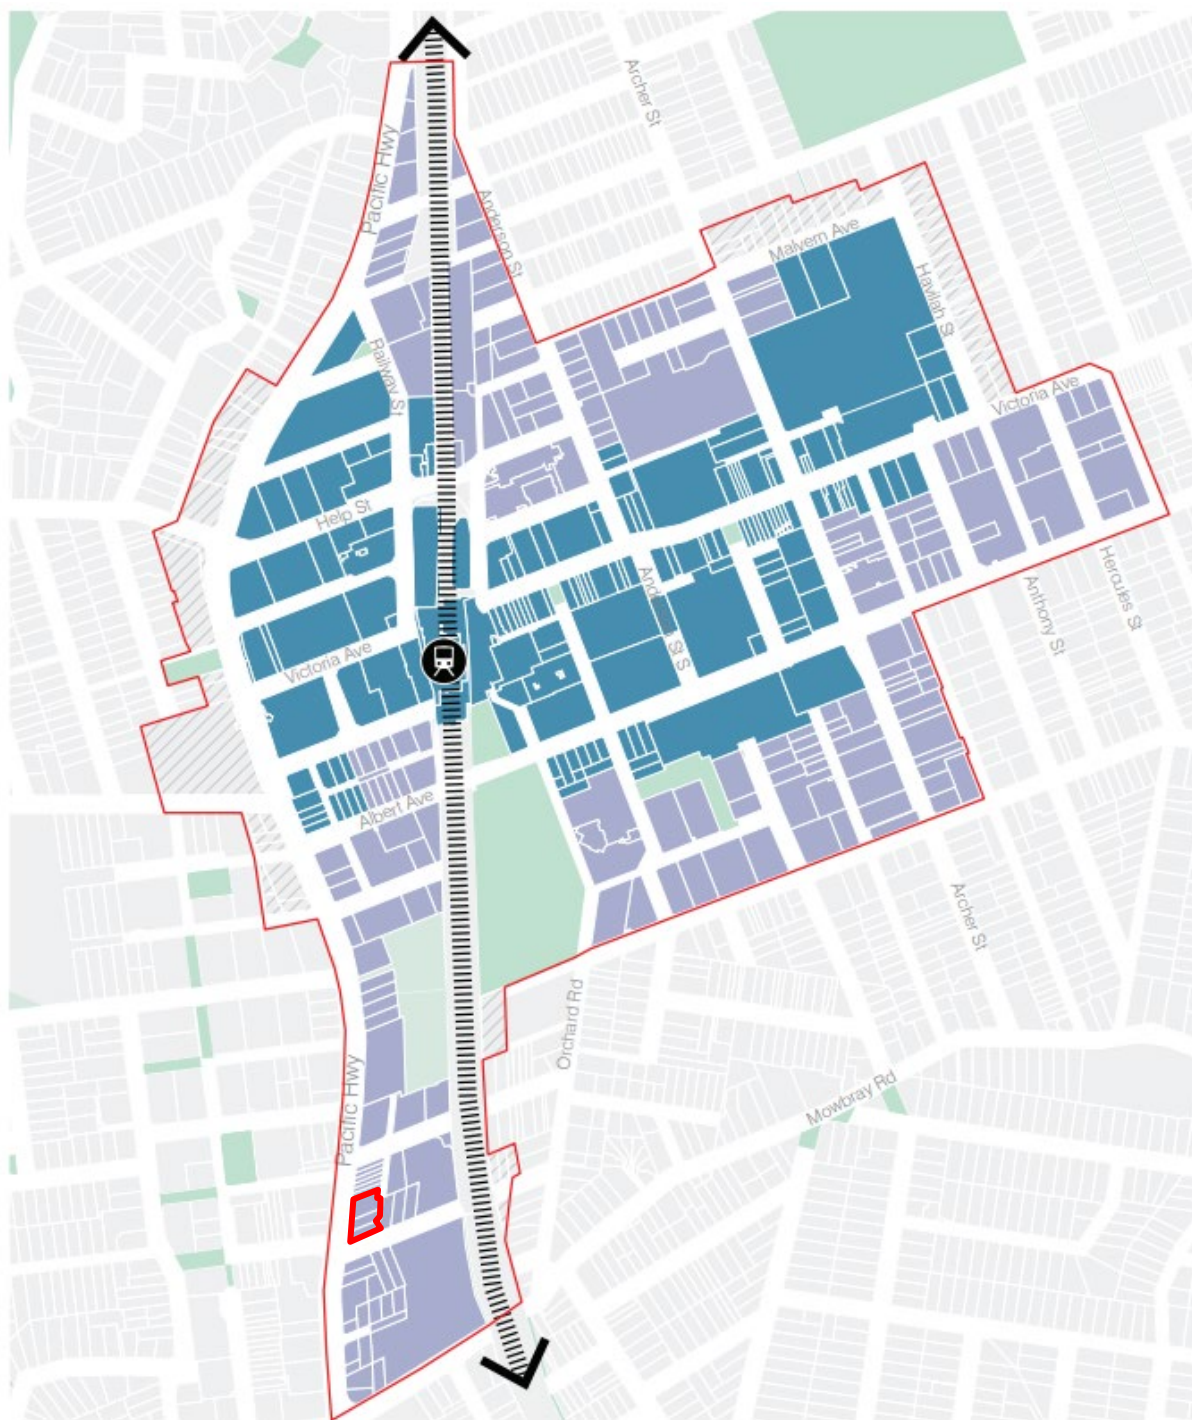 Archer St
Pacific Hwy
Anderson St
Malvern Ave
Havilah St
Railway St
Victoria Ave
Help St
Hercules St
Anthony St
Victoria Ave
Albert Ave
Archer St
Orchard Rd
Pacific Hwy
Mowbray Rd